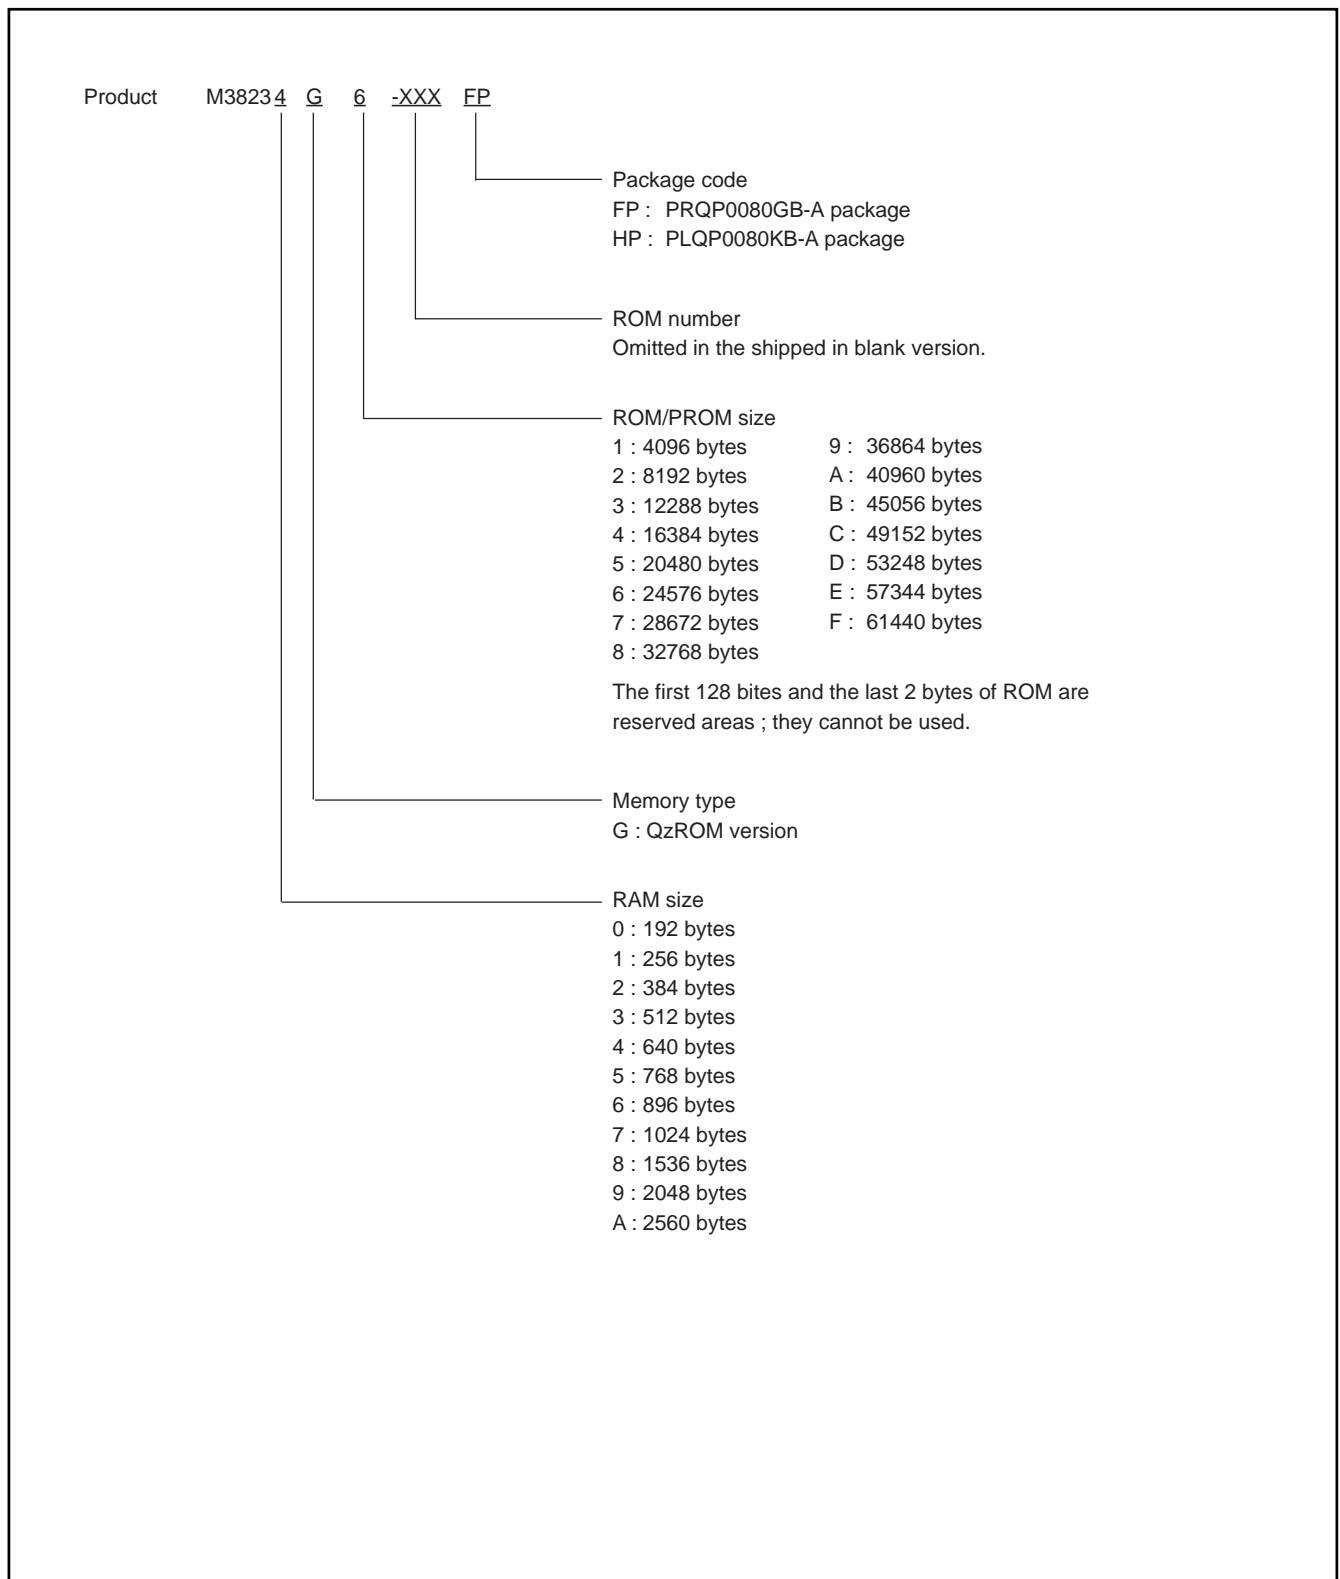 Product M38234 G 6 -XXX FP
Package code
FP : PRQP0080GB-A package
HP : PLQP0080KB-A package
ROM number
Omitted in the shipped in blank version.
ROM/PROM size
1 : 4096 bytes
2 : 8192 bytes
3 : 12288 bytes
4 : 16384 bytes
5 : 20480 bytes
6 : 24576 bytes
7 : 28672 bytes
8 : 32768 bytes
9 : 36864 bytes
A : 40960 bytes
B : 45056 bytes
C : 49152 bytes
D : 53248 bytes
E : 57344 bytes
F : 61440 bytes
The first 128 bites and the last 2 bytes of ROM are
reserved areas ; they cannot be used.
Memory type
G : QzROM version
RAM size
0 : 192 bytes
1 : 256 bytes
2 : 384 bytes
3 : 512 bytes
4 : 640 bytes
5 : 768 bytes
6 : 896 bytes
7 : 1024 bytes
8 : 1536 bytes
9 : 2048 bytes
A : 2560 bytes